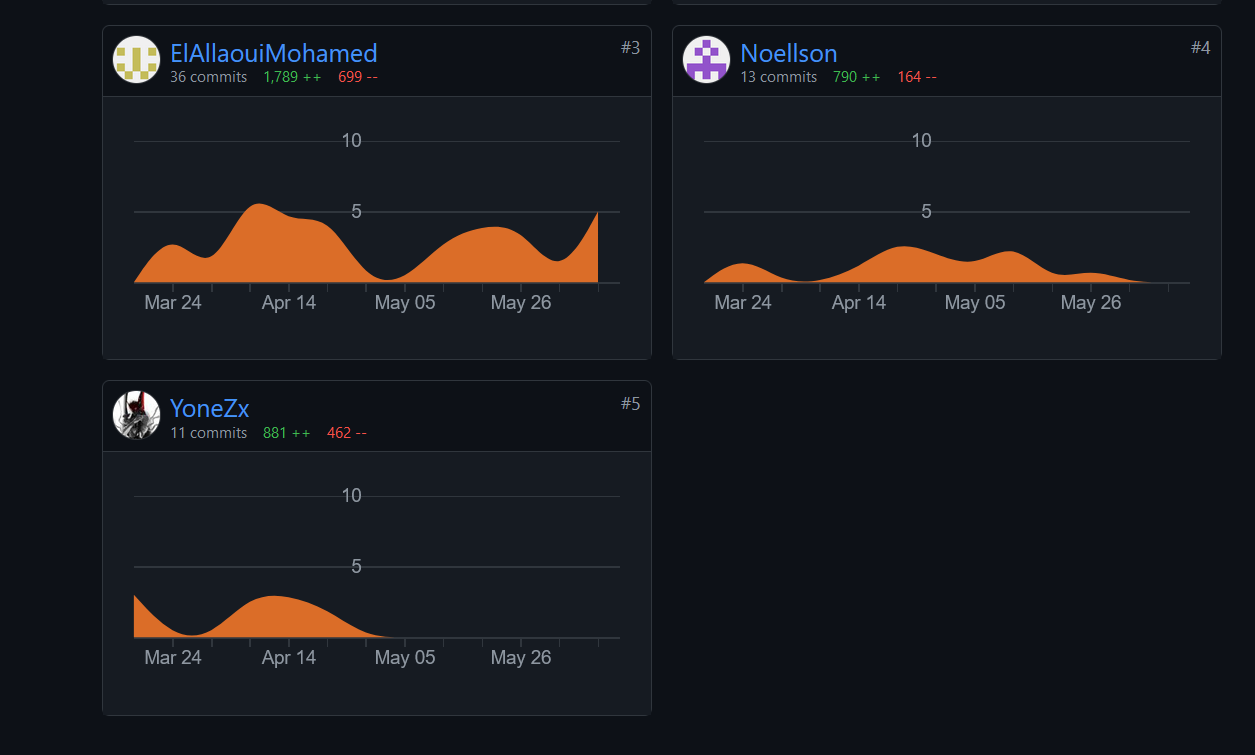 ElAllaouiMohamed #3
36 commits 1,789 ++ 699 --
10
5
Mar 24 Apr 14 May 05 May 26
Noellson #4
13 commits 790 ++ 164 --
10
5
Mar 24 Apr 14 May 05 May 26
YoneZx #5
11 commits 881 ++ 462 --
10
5
Mar 24 Apr 14 May 05 May 26